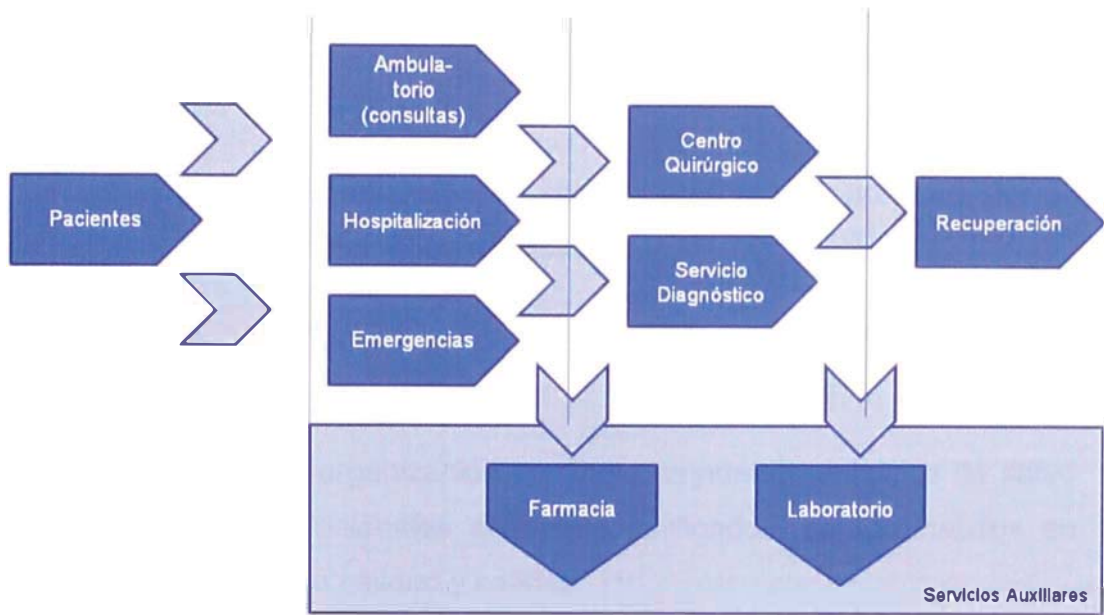 Pacientes
Ambula-
torio
(consultas)
Hospitalización
Emergencias
Centro
Quirúrgico
Servicio
Diagnóstico
Recuperación
Farmacia
Laboratorio
Servicios Auxiliares